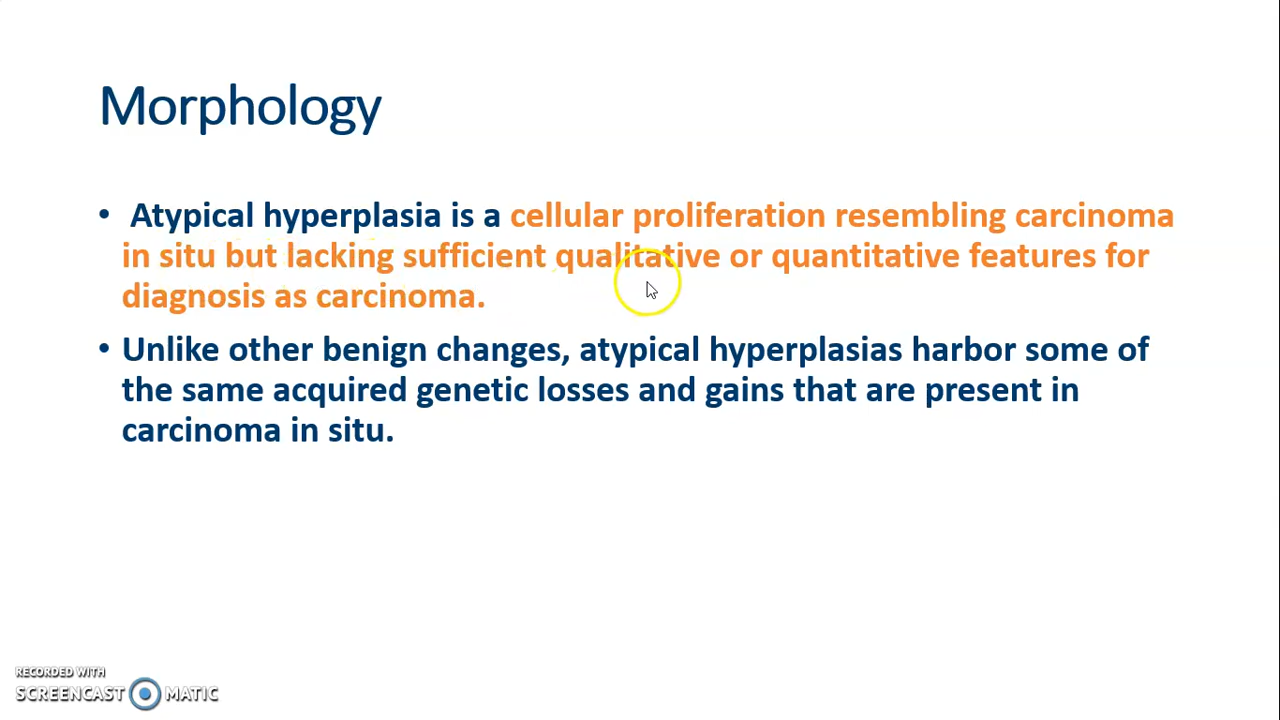 Morphology
• Atypical hyperplasia is a cellular proliferation resembling carcinoma
in situ but lacking sufficient qualitative or quantitative features for
diagnosis as carcinoma.
• Unlike other benign changes, atypical hyperplasias harbor some of
the same acquired genetic losses and gains that are present in
carcinoma in situ.
RECORDED WITH
SCREENCAST MATIC